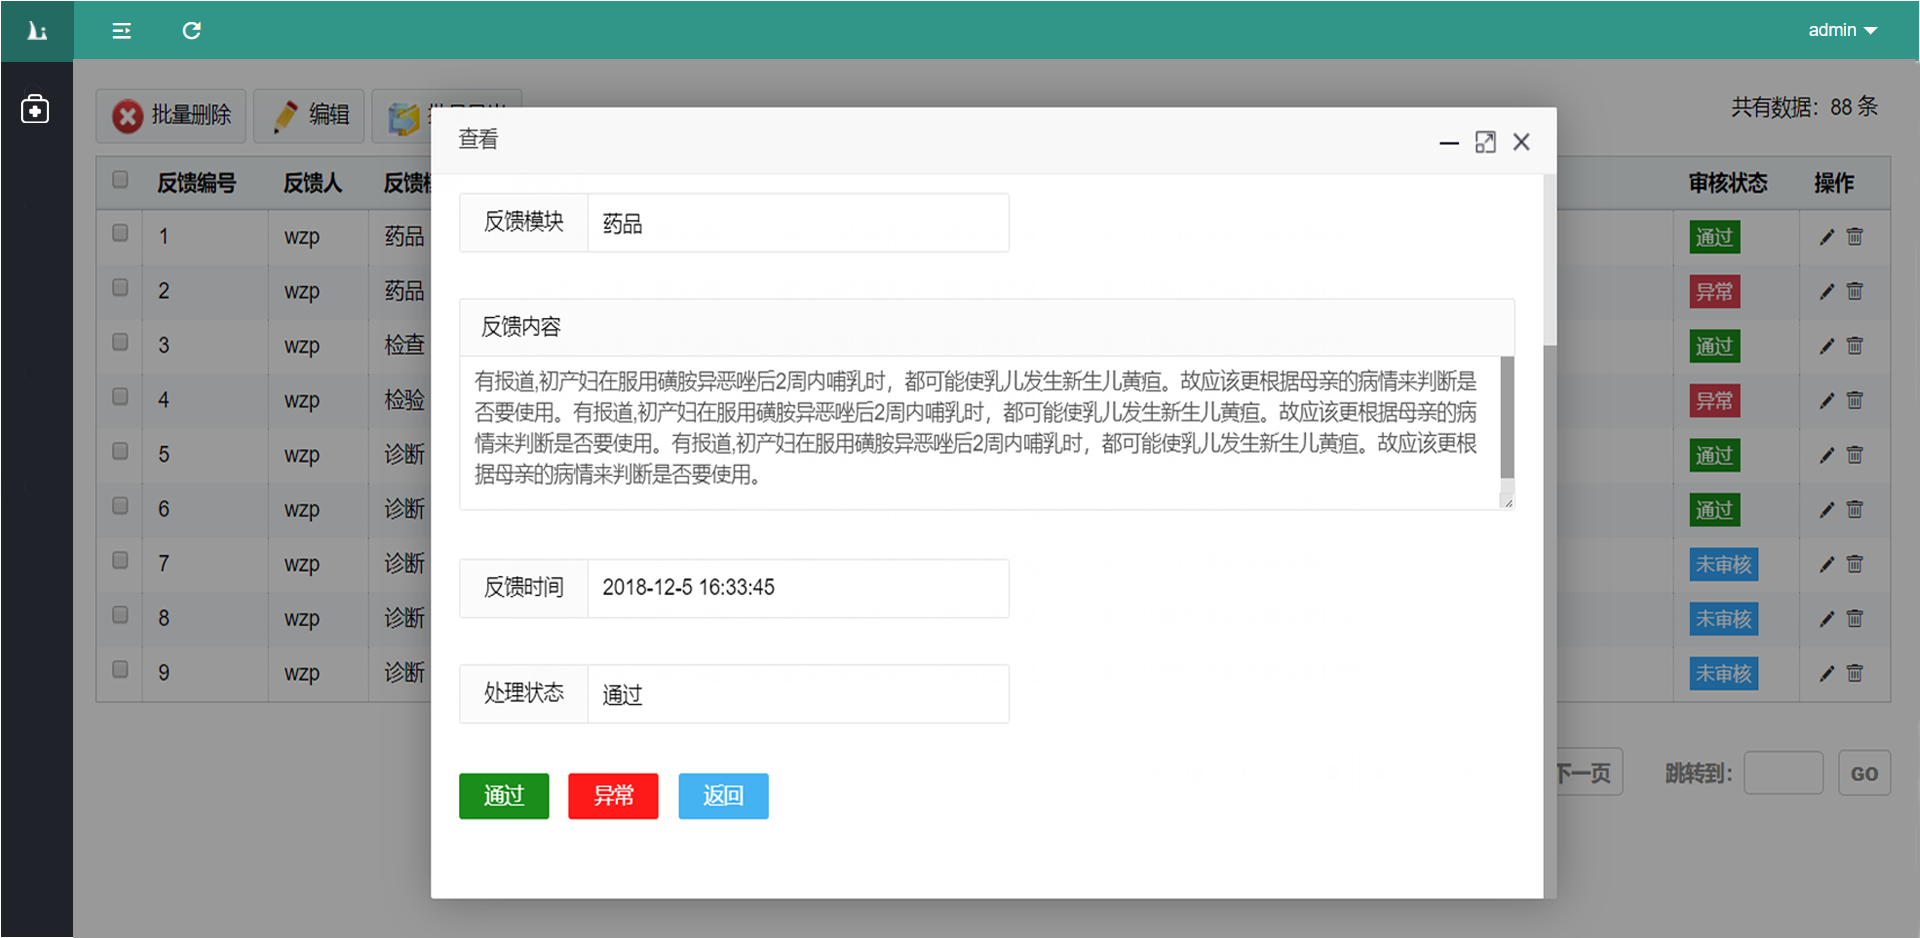 admin
批量删除 编辑
共有数据：88 条
查看
反馈编号 反馈人 反馈 审核状态 操作
1 wzp 药品 通过
2 wzp 药品 异常
3 wzp 检查 通过
4 wzp 检验 异常
5 wzp 诊断 通过
6 wzp 诊断 通过
7 wzp 诊断 未审核
8 wzp 诊断 未审核
9 wzp 诊断 未审核
反馈模块 药品
反馈内容
有报道,初产妇在服用磺胺异恶唑后2周内哺乳时，都可能使乳儿发生新生儿黄疸。故应该更根据母亲的病情来判断是
否要使用。有报道,初产妇在服用磺胺异恶唑后2周内哺乳时，都可能使乳儿发生新生儿黄疸。故应该更根据母亲的病
情来判断是否要使用。有报道,初产妇在服用磺胺异恶唑后2周内哺乳时，都可能使乳儿发生新生儿黄疸。故应该更根
据母亲的病情来判断是否要使用。
反馈时间 2018-12-5 16:33:45
处理状态 通过
通过 异常 返回
下一页 跳转到： GO